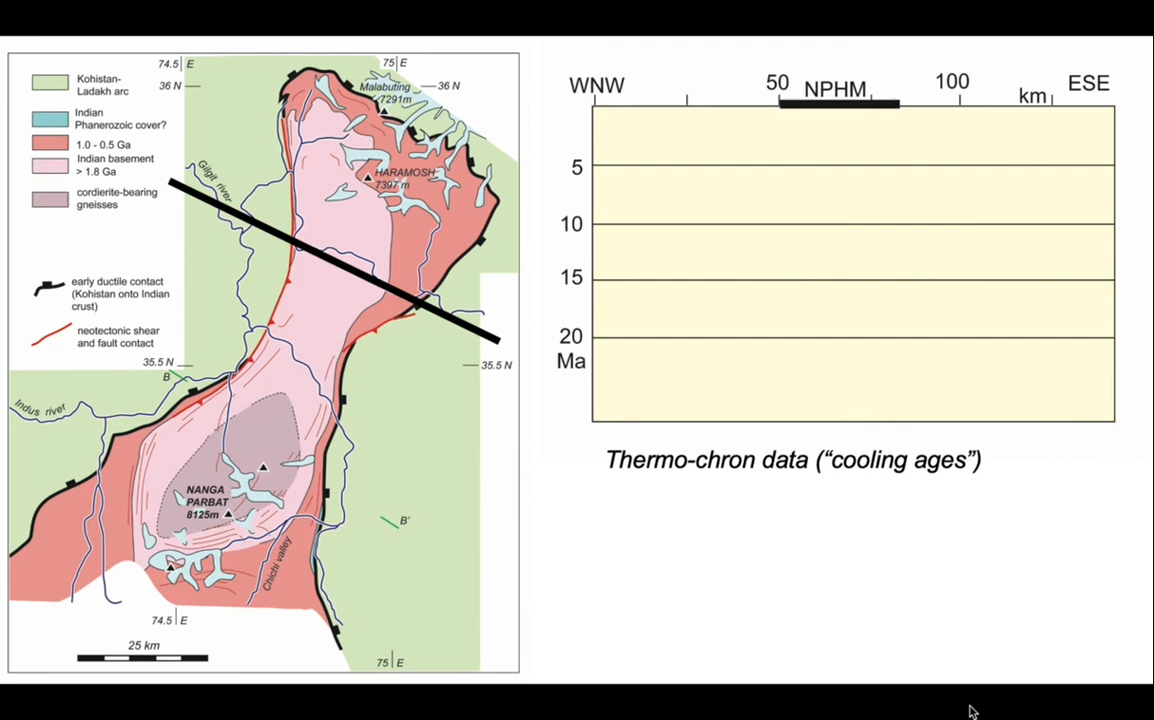 74.5 E
75 E
36 N
36 N
Kohistan-
Ladakh arc
Indian
Phanerozoic cover?
1.0 - 0.5 Ga
Indian basement
> 1.8 Ga
cordierite-bearing
gneisses
early ductile contact
(Kohistan onto Indian
crust)
neotectonic shear
and fault contact
Malabuting
7291m
HARAMOSH
7397 m
Gilgit river
35.5 N
35.5 N
B
Indus river
NANGA
PARBAT
8125m
B'
Chichi valley
74.5 E
25 km
75 E
WNW
50
NPHM
100
km
ESE
5
10
15
20
Ma
Thermo-chron data (“cooling ages”)